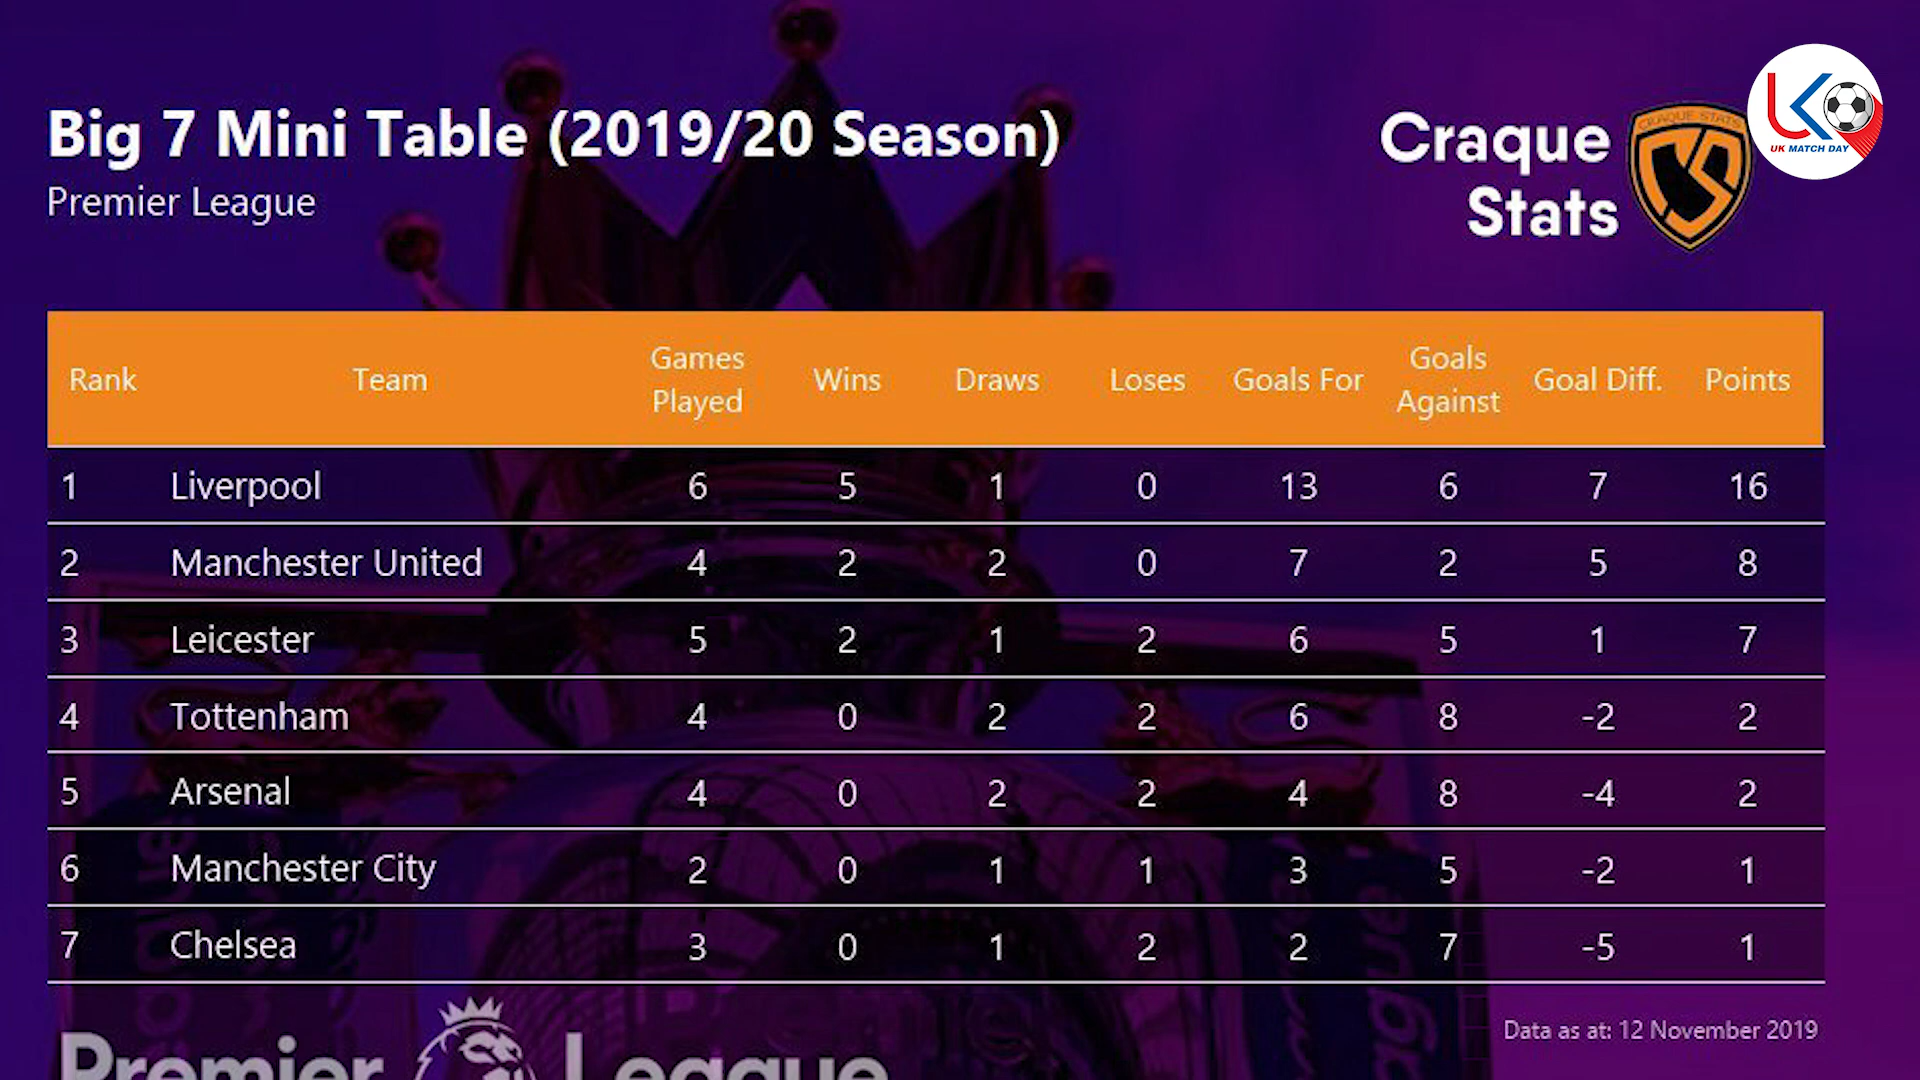 Big 7 Mini Table (2019/20 Season)
Premier League
Craque
Stats
CRAQUE STATS
UK MATCH DAY
Rank Team Games Played Wins Draws Loses Goals For Goals Against Goal Diff. Points
1 Liverpool 6 5 1 0 13 6 7 16
2 Manchester United 4 2 2 0 7 2 5 8
3 Leicester 5 2 1 2 6 5 1 7
4 Tottenham 4 0 2 2 6 8 -2 2
5 Arsenal 4 0 2 2 4 8 -4 2
6 Manchester City 2 0 1 1 3 5 -2 1
7 Chelsea 3 0 1 2 2 7 -5 1
Data as at: 12 November 2019
Premier League